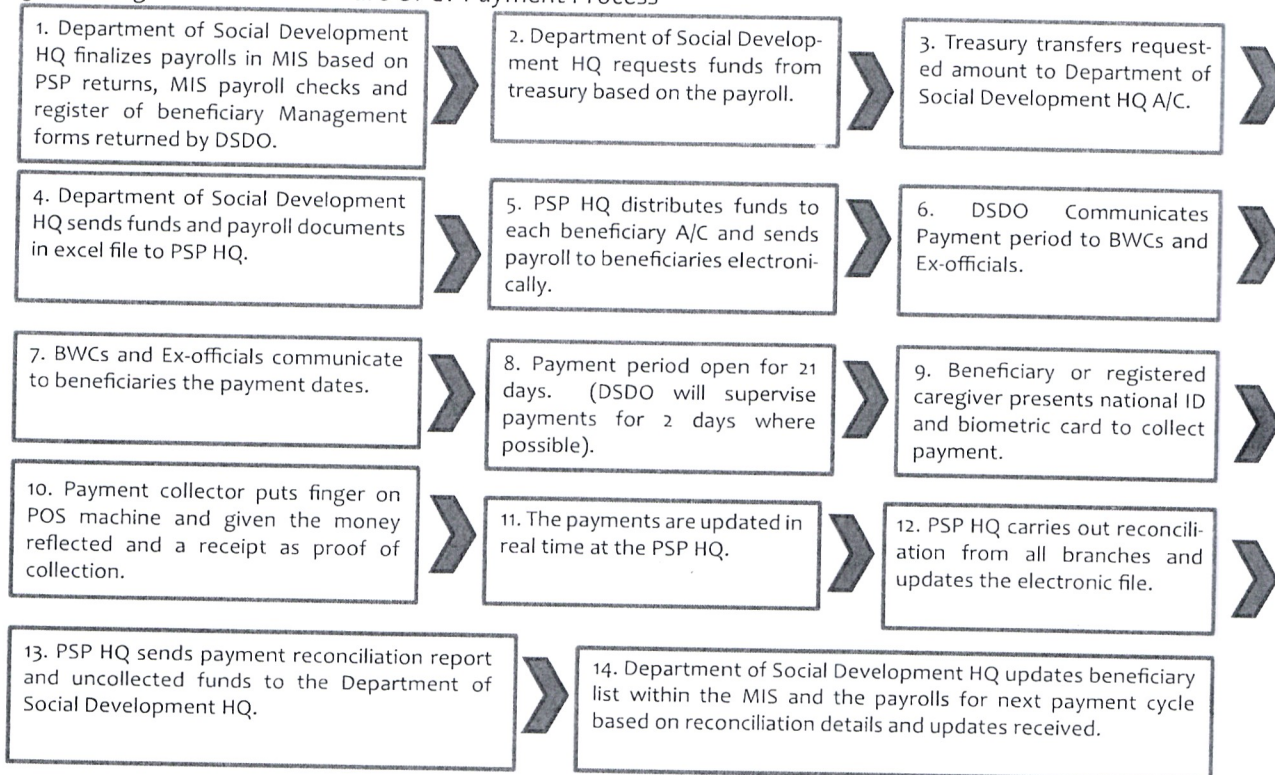 Payment Process
1. Department of Social Development
HQ finalizes payrolls in MIS based on
PSP returns, MIS payroll checks and
register of beneficiary Management
forms returned by DSDO.
2. Department of Social Develop-
ment HQ requests funds from
treasury based on the payroll.
3. Treasury transfers request-
ed amount to Department of
Social Development HQ A/C.
4. Department of Social Development
HQ sends funds and payroll documents
in excel file to PSP HQ.
5. PSP HQ distributes funds to
each beneficiary A/C and sends
payroll to beneficiaries electroni-
cally.
6. DSDO Communicates
Payment period to BWCs and
Ex-officials.
7. BWCs and Ex-officials communicate
to beneficiaries the payment dates.
8. Payment period open for 21
days. (DSDO will supervise
payments for 2 days where
possible).
9. Beneficiary or registered
caregiver presents national ID
and biometric card to collect
payment.
10. Payment collector puts finger on
POS machine and given the money
reflected and a receipt as proof of
collection.
11. The payments are updated in
real time at the PSP HQ.
12. PSP HQ carries out reconcili-
ation from all branches and
updates the electronic file.
13. PSP HQ sends payment reconciliation report
and uncollected funds to the Department of
Social Development HQ.
14. Department of Social Development HQ updates beneficiary
list within the MIS and the payrolls for next payment cycle
based on reconciliation details and updates received.